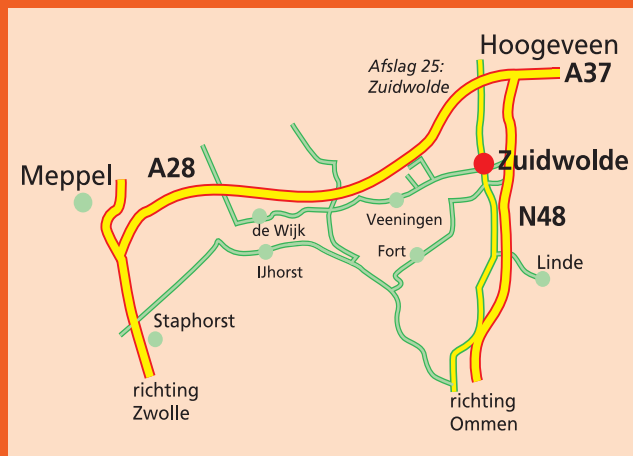 Hoogeveen
Afslag 25:
Zuidwolde
A37
Meppel
A28
Zuidwolde
de Wijk
Veeningen
N48
Fort
IJhorst
Linde
Staphorst
richting
Zwolle
richting
Ommen